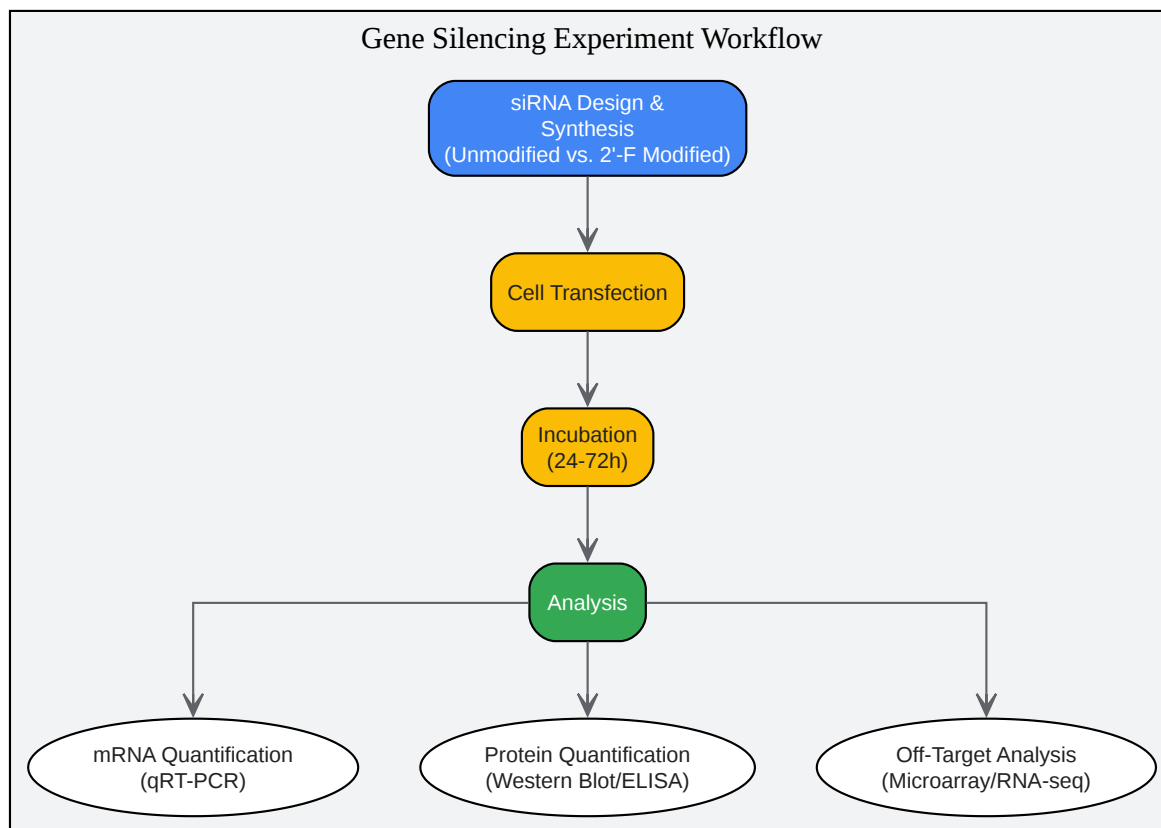 Gene Silencing Experiment Workflow
siRNA Design &
Synthesis
(Unmodified vs. 2'-F Modified)
Cell Transfection
Incubation
(24-72h)
Analysis
mRNA Quantification
(qRT-PCR)
Protein Quantification
(Western Blot/ELISA)
Off-Target Analysis
(Microarray/RNA-seq)